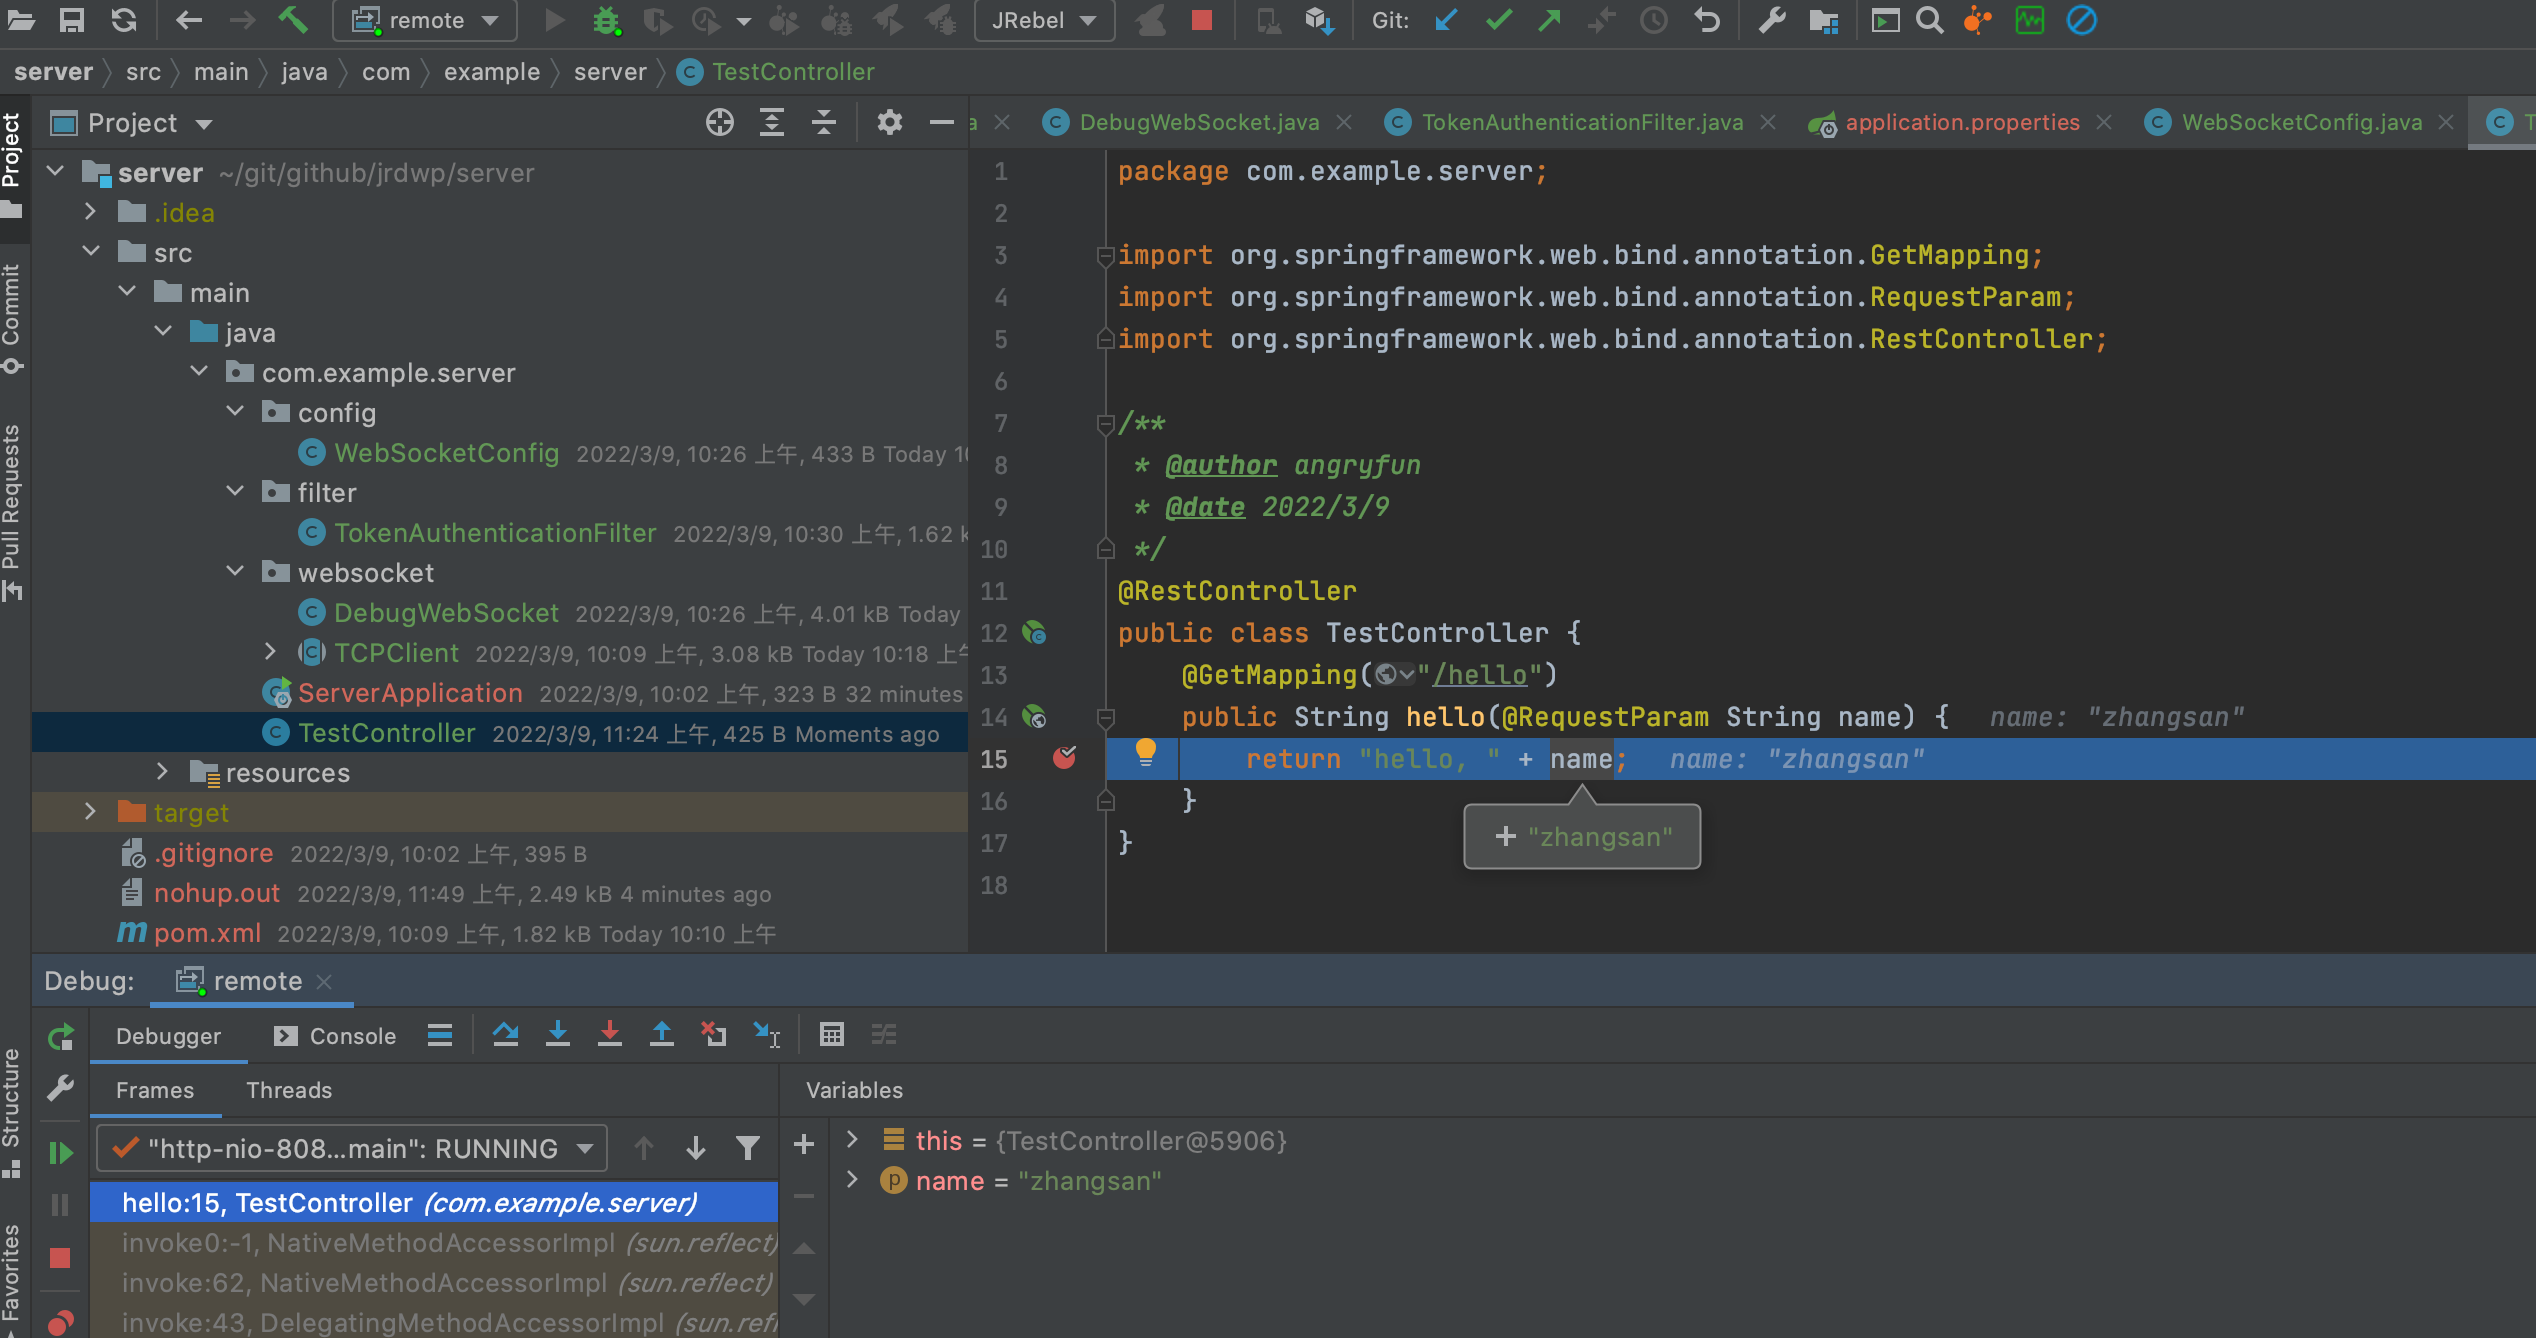 remote
JRebel
Git:
server
src
main
java
com
example
server
TestController
Project
DebugWebSocket.java
TokenAuthenticationFilter.java
application.properties
WebSocketConfig.java
Project
Commit
Pull Requests
Structure
Favorites
server ~/git/github/jrdwp/server
.idea
src
main
java
com.example.server
config
WebSocketConfig 2022/3/9, 10:26 上午, 433 B Today
filter
TokenAuthenticationFilter 2022/3/9, 10:30 上午, 1.62
websocket
DebugWebSocket 2022/3/9, 10:26 上午, 4.01 kB Today
TCPClient 2022/3/9, 10:09 上午, 3.08 kB Today 10:18 上午
ServerApplication 2022/3/9, 10:02 上午, 323 B 32 minutes
TestController 2022/3/9, 11:24 上午, 425 B Moments ago
resources
target
.gitignore 2022/3/9, 10:02 上午, 395 B
nohup.out 2022/3/9, 11:49 上午, 2.49 kB 4 minutes ago
pom.xml 2022/3/9, 10:09 上午, 1.82 kB Today 10:10 上午
1 package com.example.server;
2
3 import org.springframework.web.bind.annotation.GetMapping;
4 import org.springframework.web.bind.annotation.RequestParam;
5 import org.springframework.web.bind.annotation.RestController;
6
7 /**
8 * @author angryfun
9 * @date 2022/3/9
10 */
11 @RestController
12 public class TestController {
13 @GetMapping("/hello")
14 public String hello(@RequestParam String name) { name: "zhangsan"
15 return "hello, " + name; name: "zhangsan"
16 }
17 }
18
+ "zhangsan"
Debug: remote
Debugger Console
Frames Threads
Variables
"http-nio-808...main": RUNNING
hello:15, TestController (com.example.server)
invoke0:-1, NativeMethodAccessorImpl (sun.reflect)
invoke:62, NativeMethodAccessorImpl (sun.reflect)
invoke:43, DelegatingMethodAccessorImpl (sun.refl
this = {TestController@5906}
name = "zhangsan"